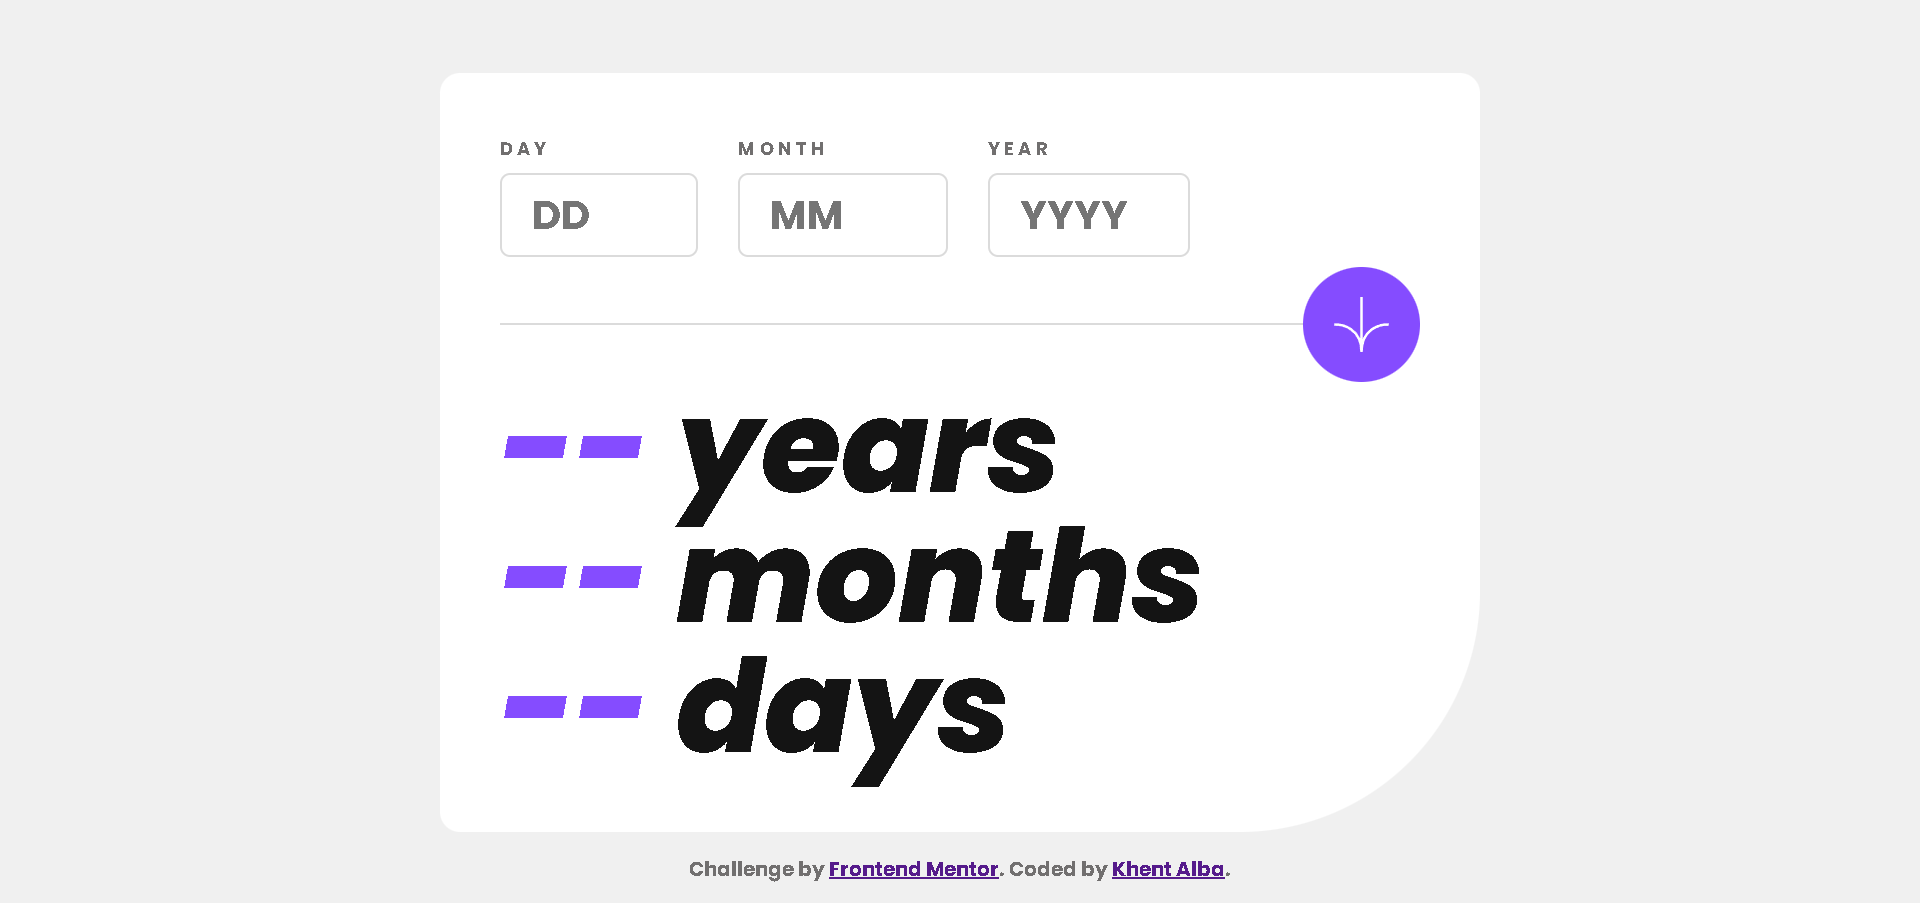 DAY MONTH YEAR
DD MM YYYY
-- years
-- months
-- days
Challenge by Frontend Mentor. Coded by Khent Alba.